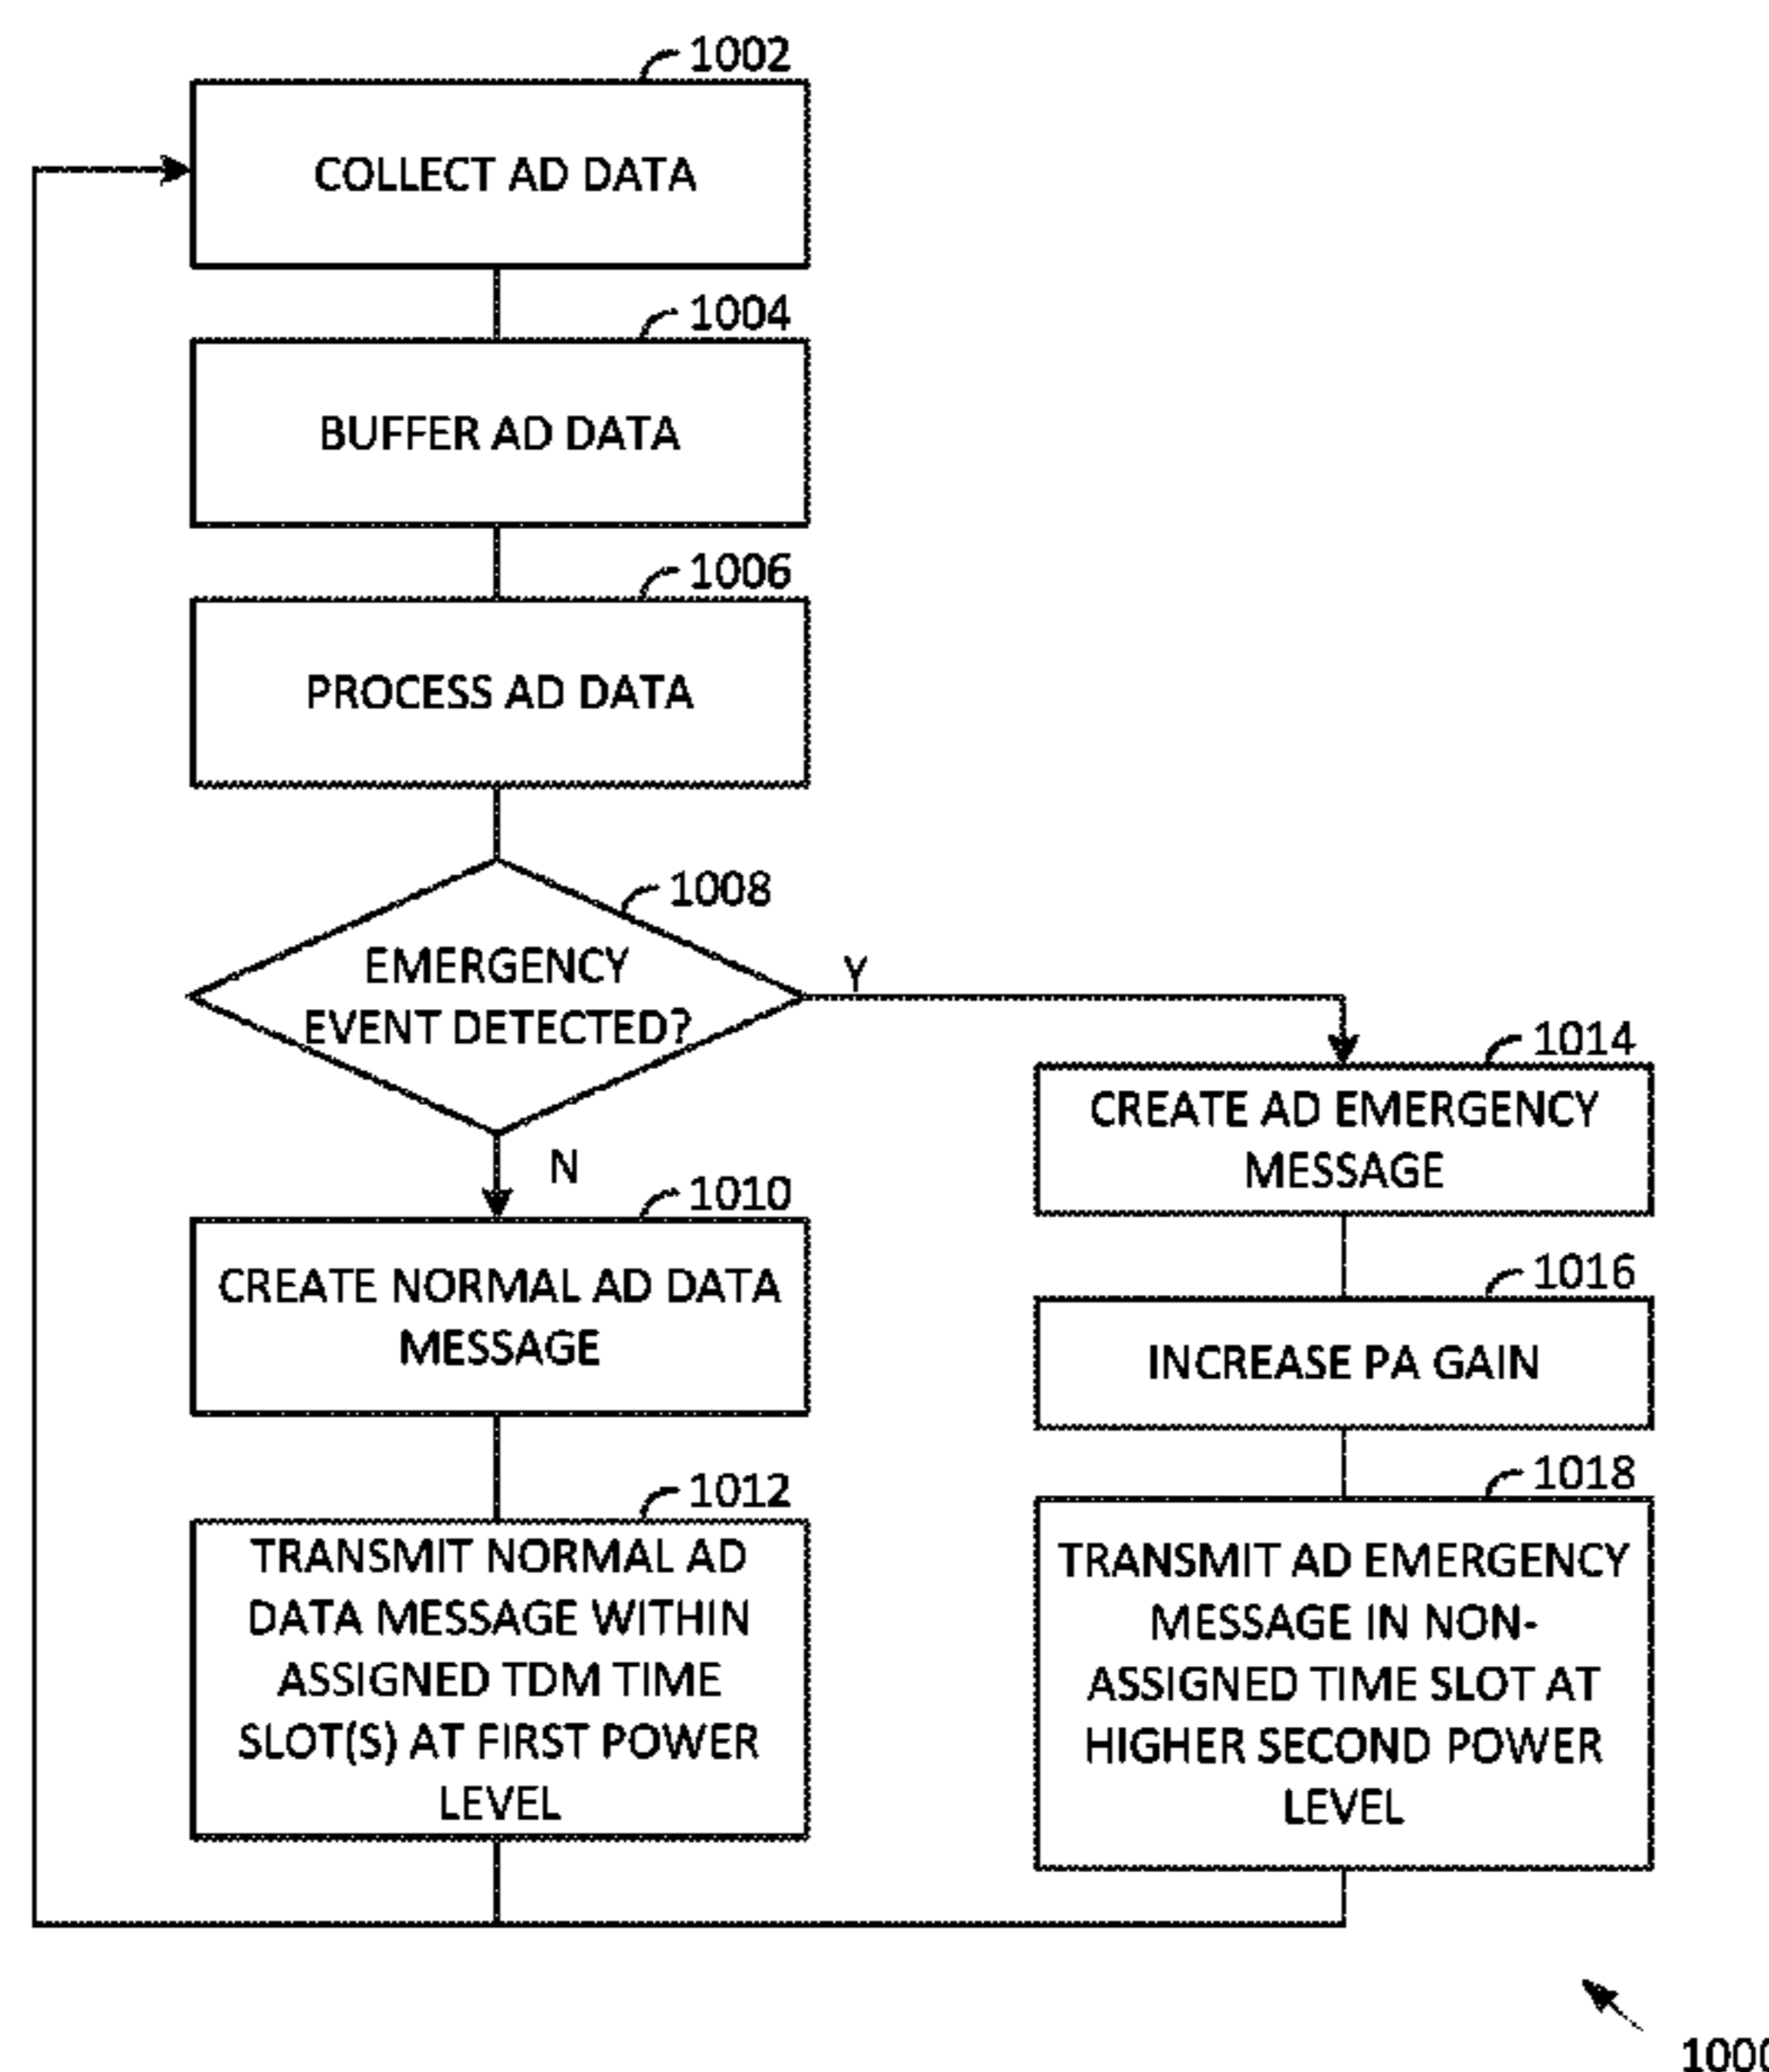 1002
COLLECT AD DATA
1004
BUFFER AD DATA
1006
PROCESS AD DATA
1008
EMERGENCY
EVENT DETECTED?
Y
N
1010
CREATE NORMAL AD DATA
MESSAGE
1012
TRANSMIT NORMAL AD
DATA MESSAGE WITHIN
ASSIGNED TDM TIME
SLOT(S) AT FIRST POWER
LEVEL
1014
CREATE AD EMERGENCY
MESSAGE
1016
INCREASE PA GAIN
1018
TRANSMIT AD EMERGENCY
MESSAGE IN NON-
ASSIGNED TIME SLOT AT
HIGHER SECOND POWER
LEVEL
1000